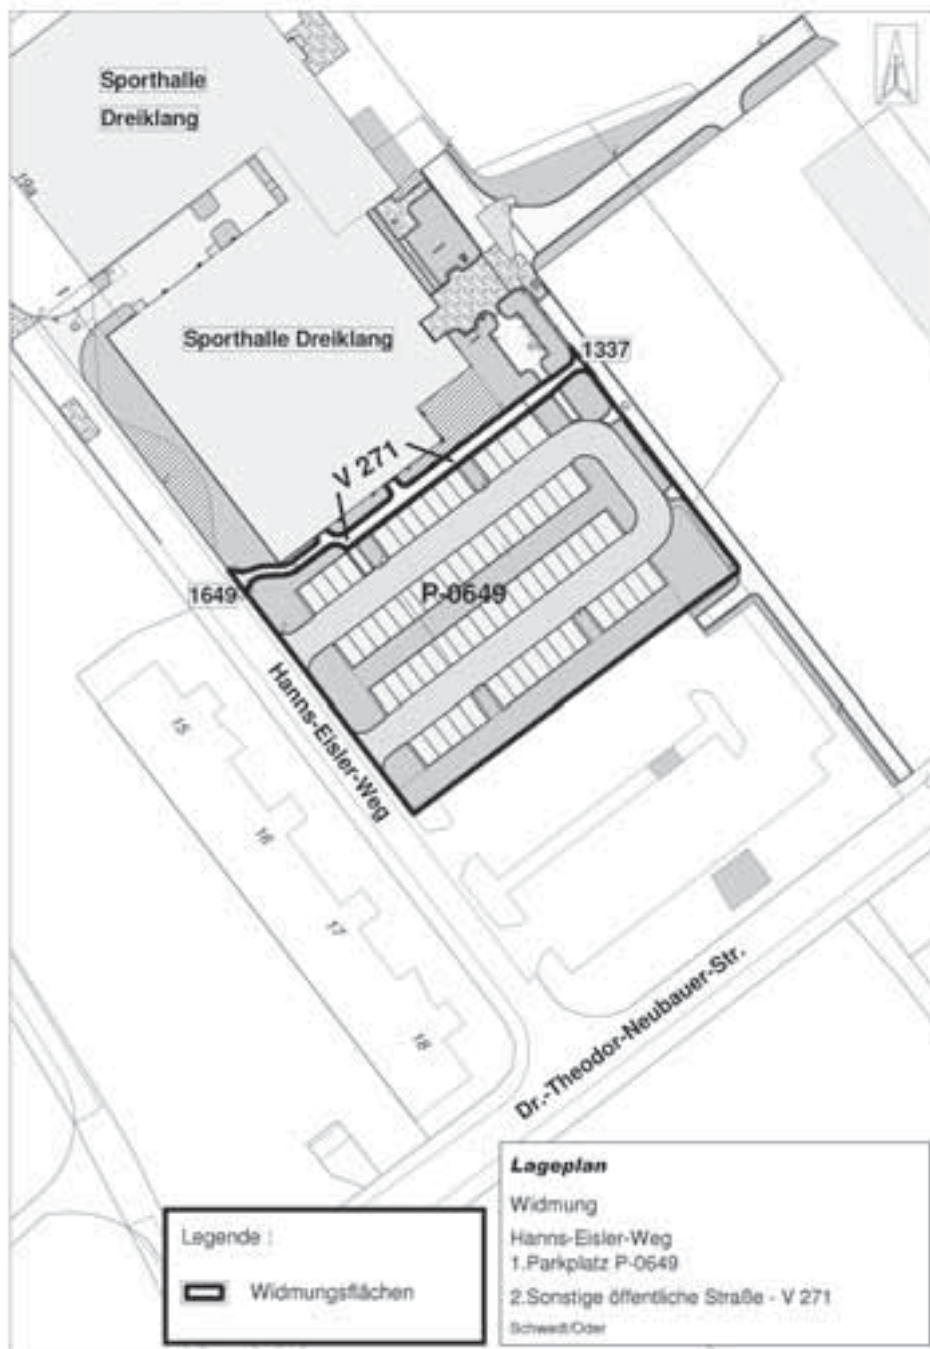 Sporthalle
Dreiklang
19a
Sporthalle Dreiklang
1337
V 271
1649
P-0649
Hanns-Eisler-Weg
15
16
17
18
Dr.-Theodor-Neubauer-Str.
Legende :
Widmungsflächen
Lageplan
Widmung
Hanns-Eisler-Weg
1.Parkplatz P-0649
2.Sonstige öffentliche Straße - V 271
Schwedt/Oder